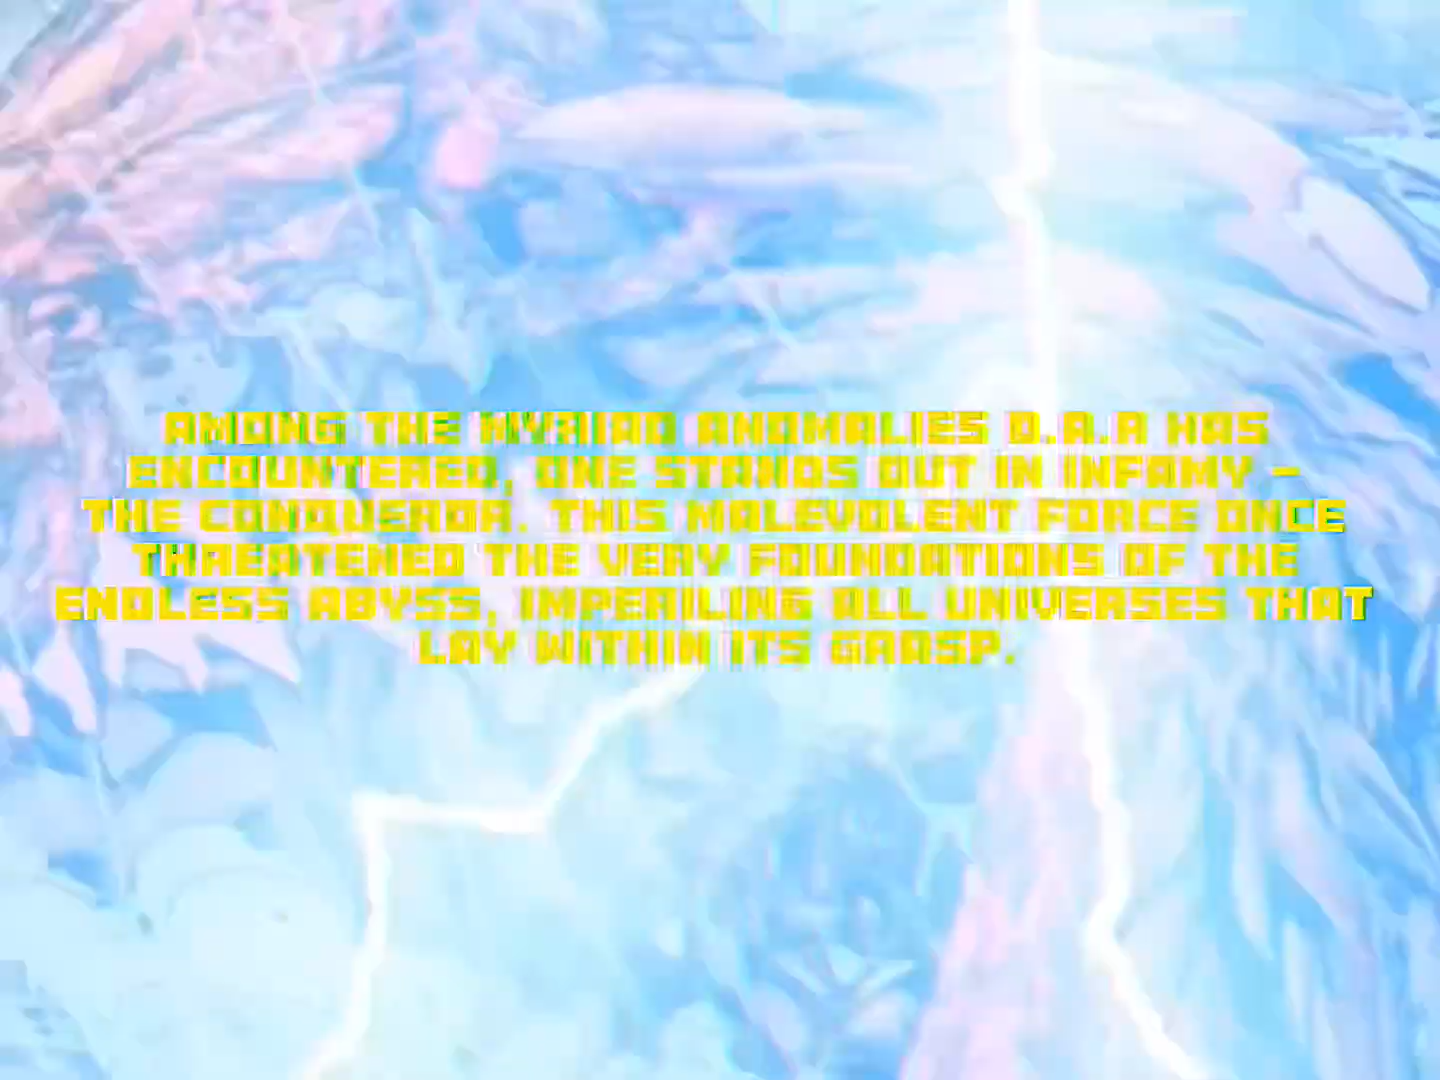 AMONG THE MYRIAD ANOMALIES D.A.R HAS
ENCOUNTERED, ONE STANDS OUT IN INFAMY –
THE CONQUEROR. THIS MALEVOLENT FORCE ONCE
THREATENED THE VERY FOUNDATIONS OF THE
ENDLESS ABYSS, IMPERILING ALL UNIVERSES THAT
LAY WITHIN ITS GRASP.